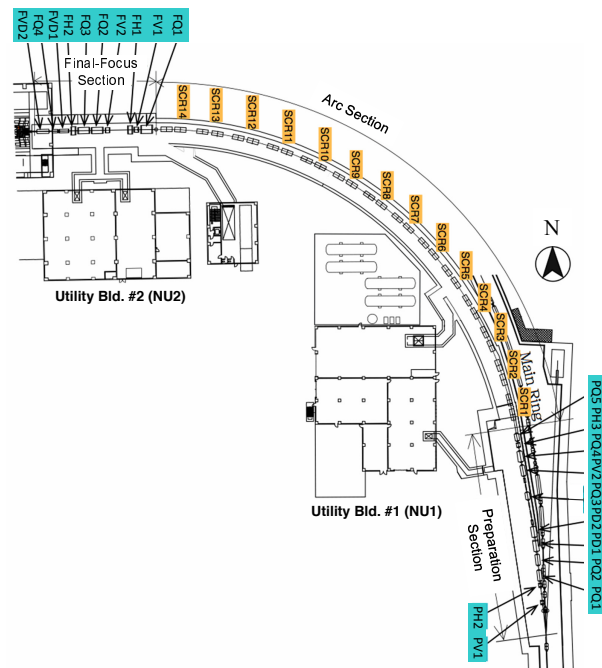 FVD2 FQ4 FVD1 FH2 FQ3 FQ2 FV2 FH1 FV1 FQ1
Final-Focus
Section
Arc Section
SCR14
SCR13
SCR12
SCR11
SCR10
SCR9
SCR8
SCR7
SCR6
SCR5
SCR4
SCR3
SCR2
SCR1
N
Utility Bld. #2 (NU2)
Main Ring
Utility Bld. #1 (NU1)
Preparation
Section
PQ5 PH3 PQ4 PV2 PQ3 PD2 PD1 PQ2 PQ1
PH2 PV1